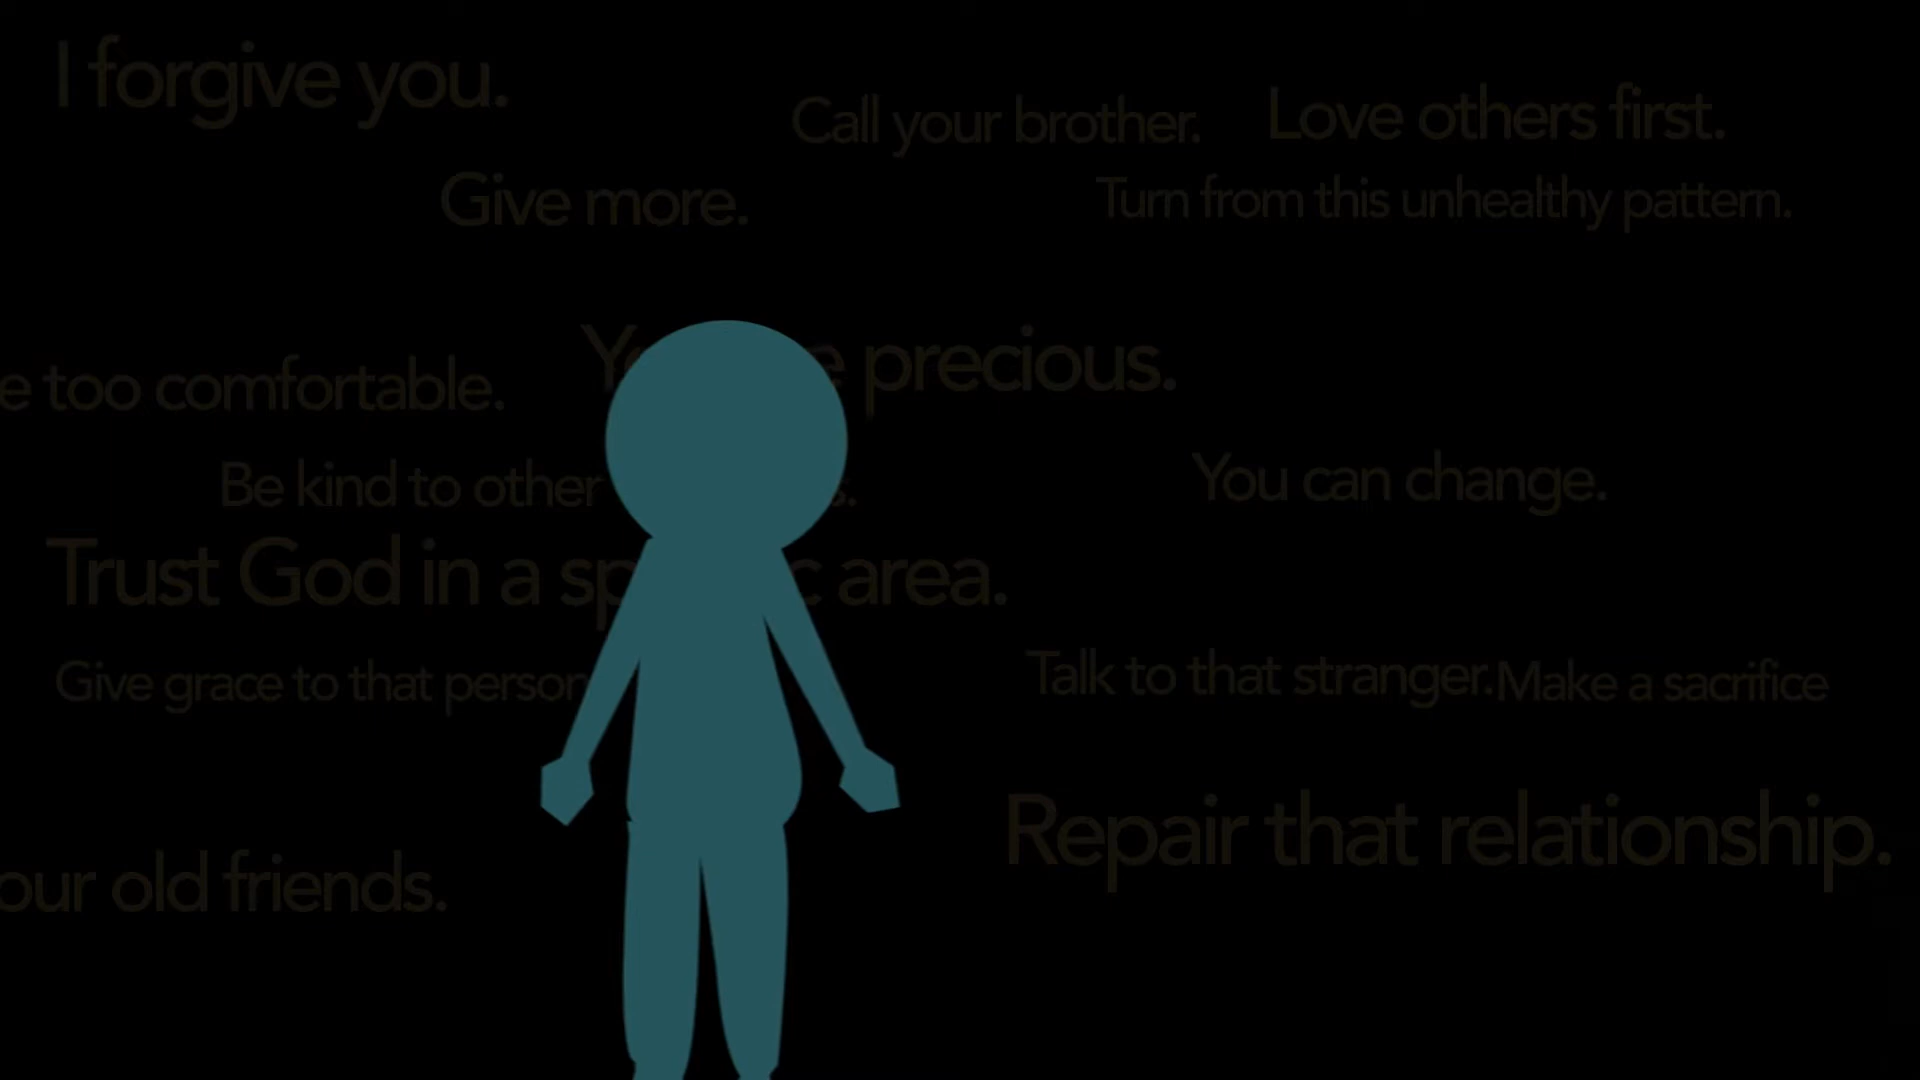 I forgive you.
Call your brother.
Love others first.
Give more.
Turn from this unhealthy pattern.
precious.
too comfortable.
Be kind to other
You can change.
Trust God in a area.
Give grace to that person
Talk to that stranger.
Make a sacrifice
Repair that relationship.
old friends.